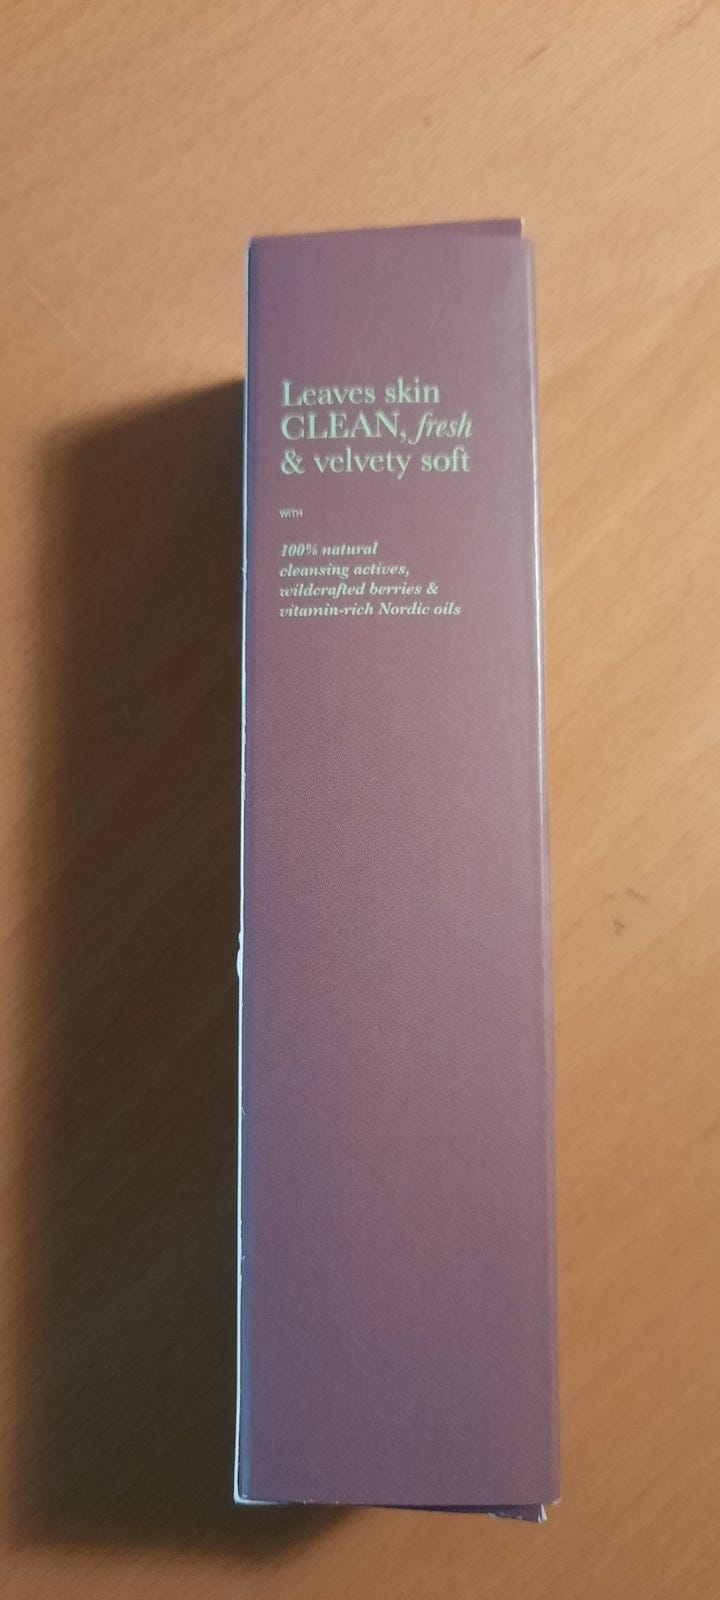 Leaves skin
CLEAN, fresh
& velvety soft
WITH
100% natural
cleansing actives,
wildcrafted berries &
vitamin-rich Nordic oils